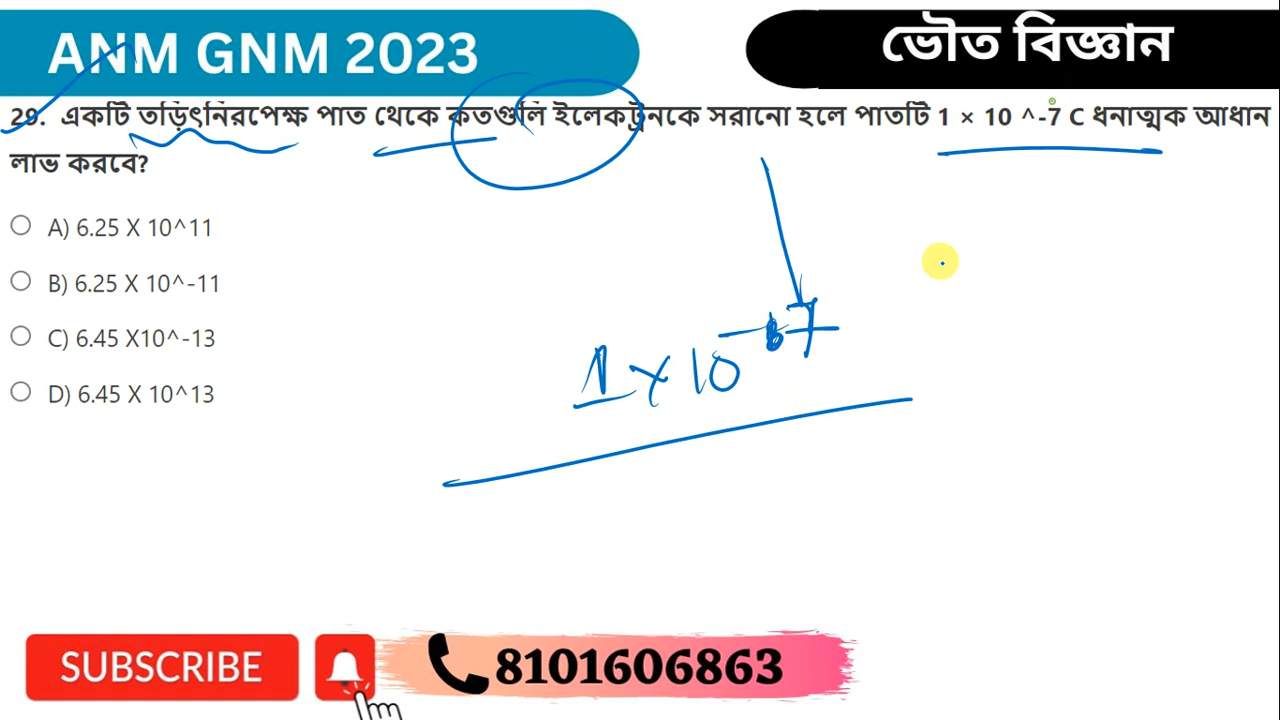 ANM GNM 2023
ভৌত বিজ্ঞান
29. একটি তড়িৎনিরপেক্ষ পাত থেকে কতগুলি ইলেকট্রনকে সরানো হলে পাতটি 1 × 10 ^-7 C ধনাত্মক আধান
লাভ করবে?
A) 6.25 X 10^11
B) 6.25 X 10^-11
C) 6.45 X10^-13
D) 6.45 X 10^13
1 × 10 -7
SUBSCRIBE
8101606863